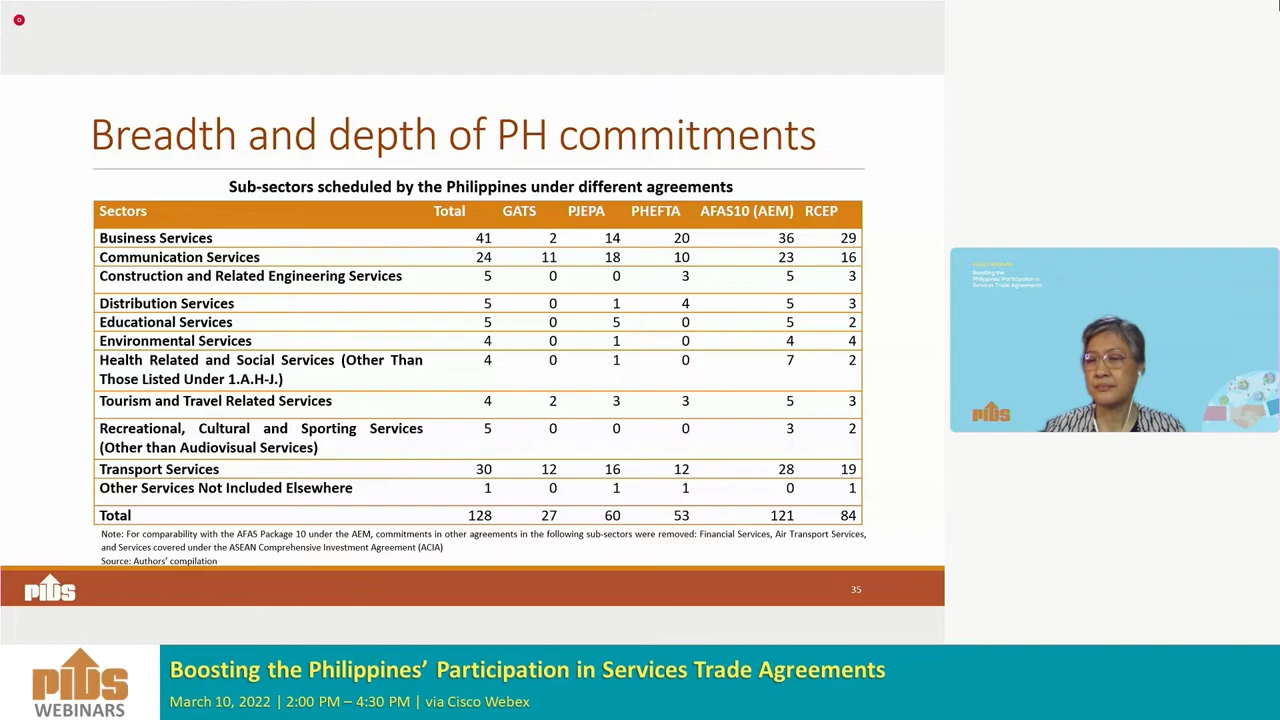 Breadth and depth of PH commitments
Sub-sectors scheduled by the Philippines under different agreements
Sectors Total GATS PJEPA PHEFTA AFAS10 (AEM) RCEP
Business Services 41 2 14 20 36 29
Communication Services 24 11 18 10 23 16
Construction and Related Engineering Services 5 0 0 3 5 3
Distribution Services 5 0 1 4 5 3
Educational Services 5 0 5 0 5 2
Environmental Services 4 0 1 0 4 4
Health Related and Social Services (Other Than 4 0 1 0 7 2
Those Listed Under 1.A.H-J.)
Tourism and Travel Related Services 4 2 3 3 5 3
Recreational, Cultural and Sporting Services 5 0 0 0 3 2
(Other than Audiovisual Services)
Transport Services 30 12 16 12 28 19
Other Services Not Included Elsewhere 1 0 1 1 0 1
Total 128 27 60 53 121 84
Note: For comparability with the AFAS Package 10 under the AEM, commitments in other agreements in the following sub-sectors were removed: Financial Services, Air Transport Services,
and Services covered under the ASEAN Comprehensive Investment Agreement (ACIA)
Source: Authors' compilation
PIDS
35
Boosting the
Philippines' Participation in
Services Trade Agreements
PIDS
PIDS
WEBINARS
Boosting the Philippines' Participation in Services Trade Agreements
March 10, 2022 | 2:00 PM – 4:30 PM | via Cisco Webex